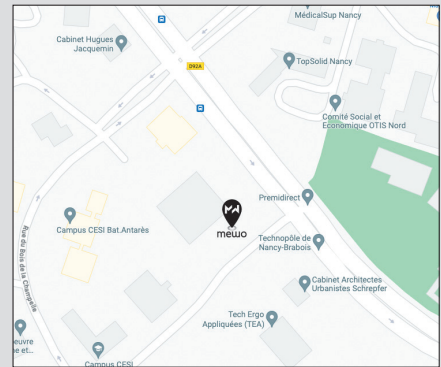 MédicalSup Nancy
Cabinet Hugues
Jacquemin
TopSolid Nancy
D92A
Comité Social et
Economique OTIS Nord
Premidirect
mewo
Campus CESI Bat.Antarès
Technopôle de
Nancy-Brabois
Rue du Bois de la Champelle
Cabinet Architectes
Urbanistes Schrepfer
Tech Ergo
Appliquées (TEA)
Campus CESI